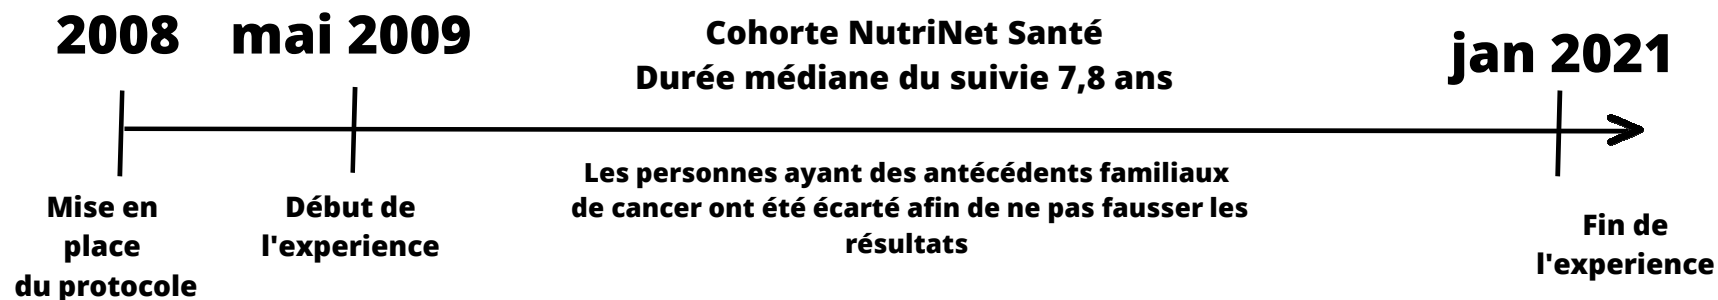 2008
mai 2009
Cohorte NutriNet Santé
Durée médiane du suivie 7,8 ans
jan 2021
Mise en
place
du protocole
Début de
l'experience
Les personnes ayant des antécédents familiaux
de cancer ont été écarté afin de ne pas fausser les
résultats
Fin de
l'experience